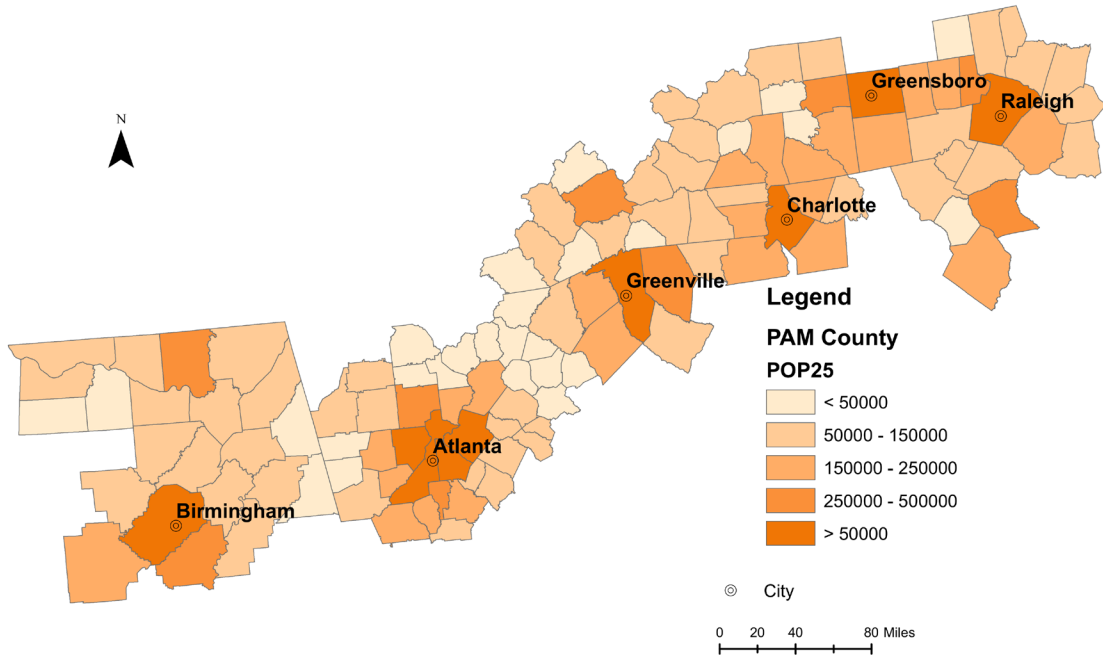 N
Greensboro
Raleigh
Charlotte
Greenville
Atlanta
Birmingham
Legend
PAM County
POP25
< 50000
50000 - 150000
150000 - 250000
250000 - 500000
> 50000
City
0 20 40 80 Miles